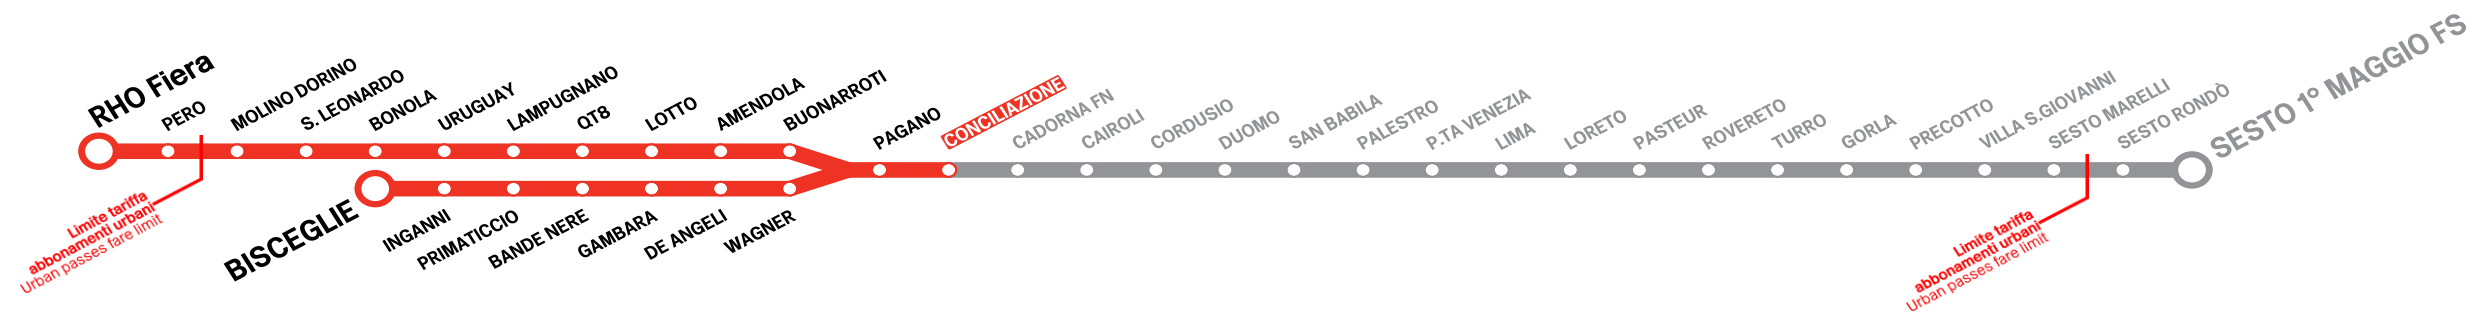 RHO Fiera
PERO
MOLINO DORINO
S. LEONARDO
BONOLA
URUGUAY
LAMPUGNANO
QT8
LOTTO
AMENDOLA
BUONARROTI
PAGANO
CONCILIAZIONE
CADORNA FN
CAIROLI
CORDUSIO
DUOMO
SAN BABILA
PALESTRO
P.TA VENEZIA
LIMA
LORETO
PASTEUR
ROVERETO
TURRO
GORLA
PRECOTTO
VILLA S.GIOVANNI
SESTO MARELLI
SESTO RONDÒ
SESTO 1° MAGGIO FS
Limite tariffa
abbonamenti urbani
Urban passes fare limit
BISCEGLIE
INGANNI
PRIMATICCIO
BANDE NERE
GAMBARA
DE ANGELI
WAGNER
Limite tariffa
abbonamenti urbani
Urban passes fare limit